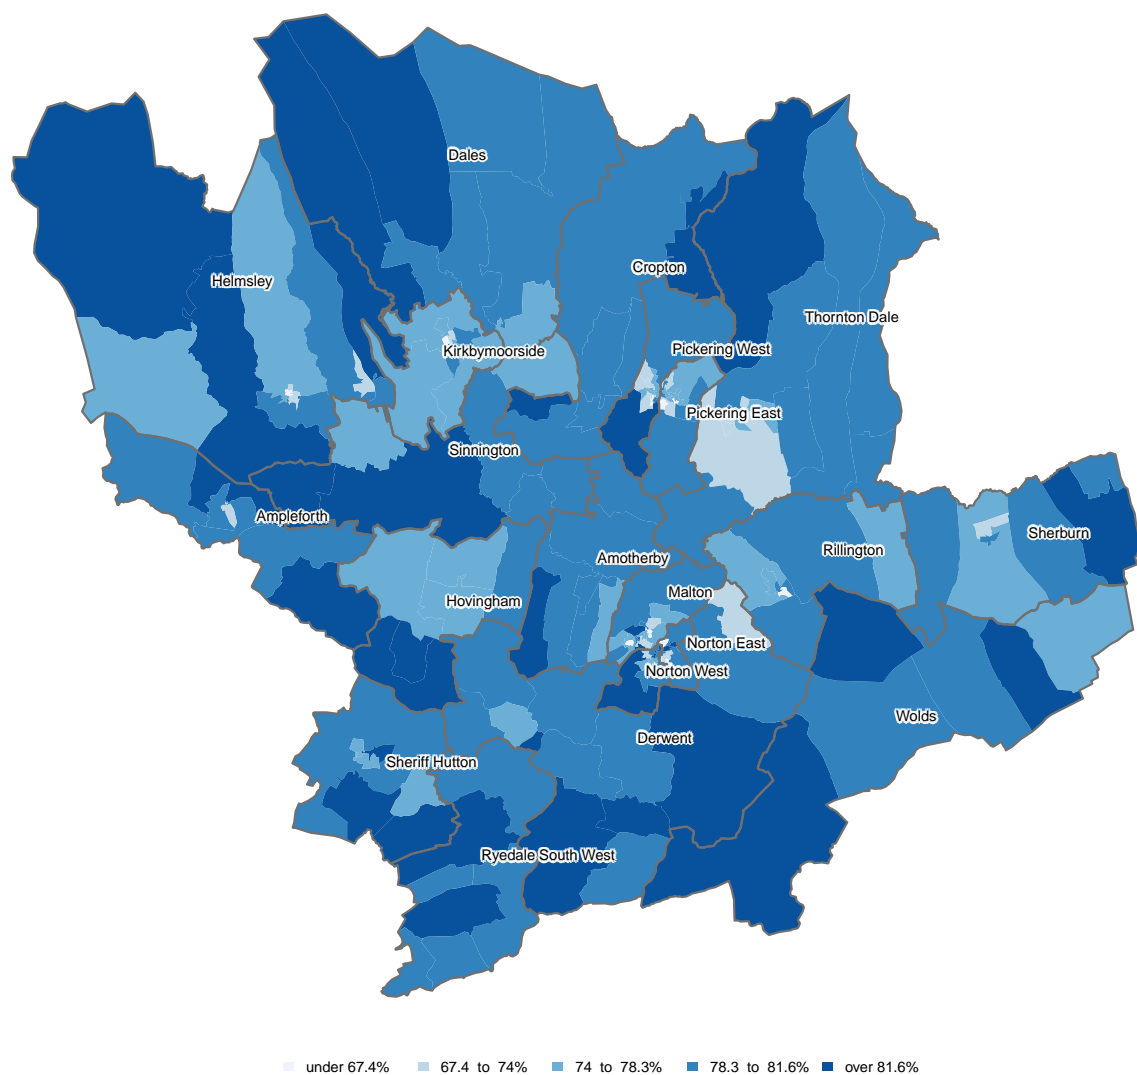 Dales
Cropton
Helmsley
Thornton Dale
Pickering West
Kirkbymoorside
Pickering East
Sinnington
Ampleforth
Sherburn
Rillington
Amotherby
Malton
Hovingham
Norton East
Norton West
Wolds
Derwent
Sheriff Hutton
Ryedale South West
under 67.4% 67.4 to 74% 74 to 78.3% 78.3 to 81.6% over 81.6%